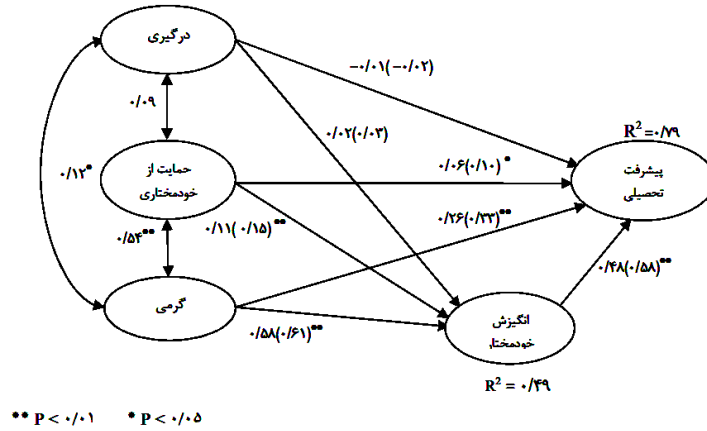 درگیری
−۰/۰۱(−۰/۰۲)
۰/۰۹
۰/۰۲(۰/۰۳)
R² =۰/۷۹
۰/۱۲*
حمایت از
خودمختاری
۰/۰۶(۰/۱۰)*
پیشرفت
تحصیلی
۰/۵۴**
۰/۱۱(۰/۱۵)**
۰/۲۶(۰/۳۳)**
گرمی
۰/۴۸(۰/۵۸)**
۰/۵۸(۰/۶۱)**
انگیزش
خودمختار
R² = ۰/۴۹
** P < ۰/۰۱ * P < ۰/۰۵